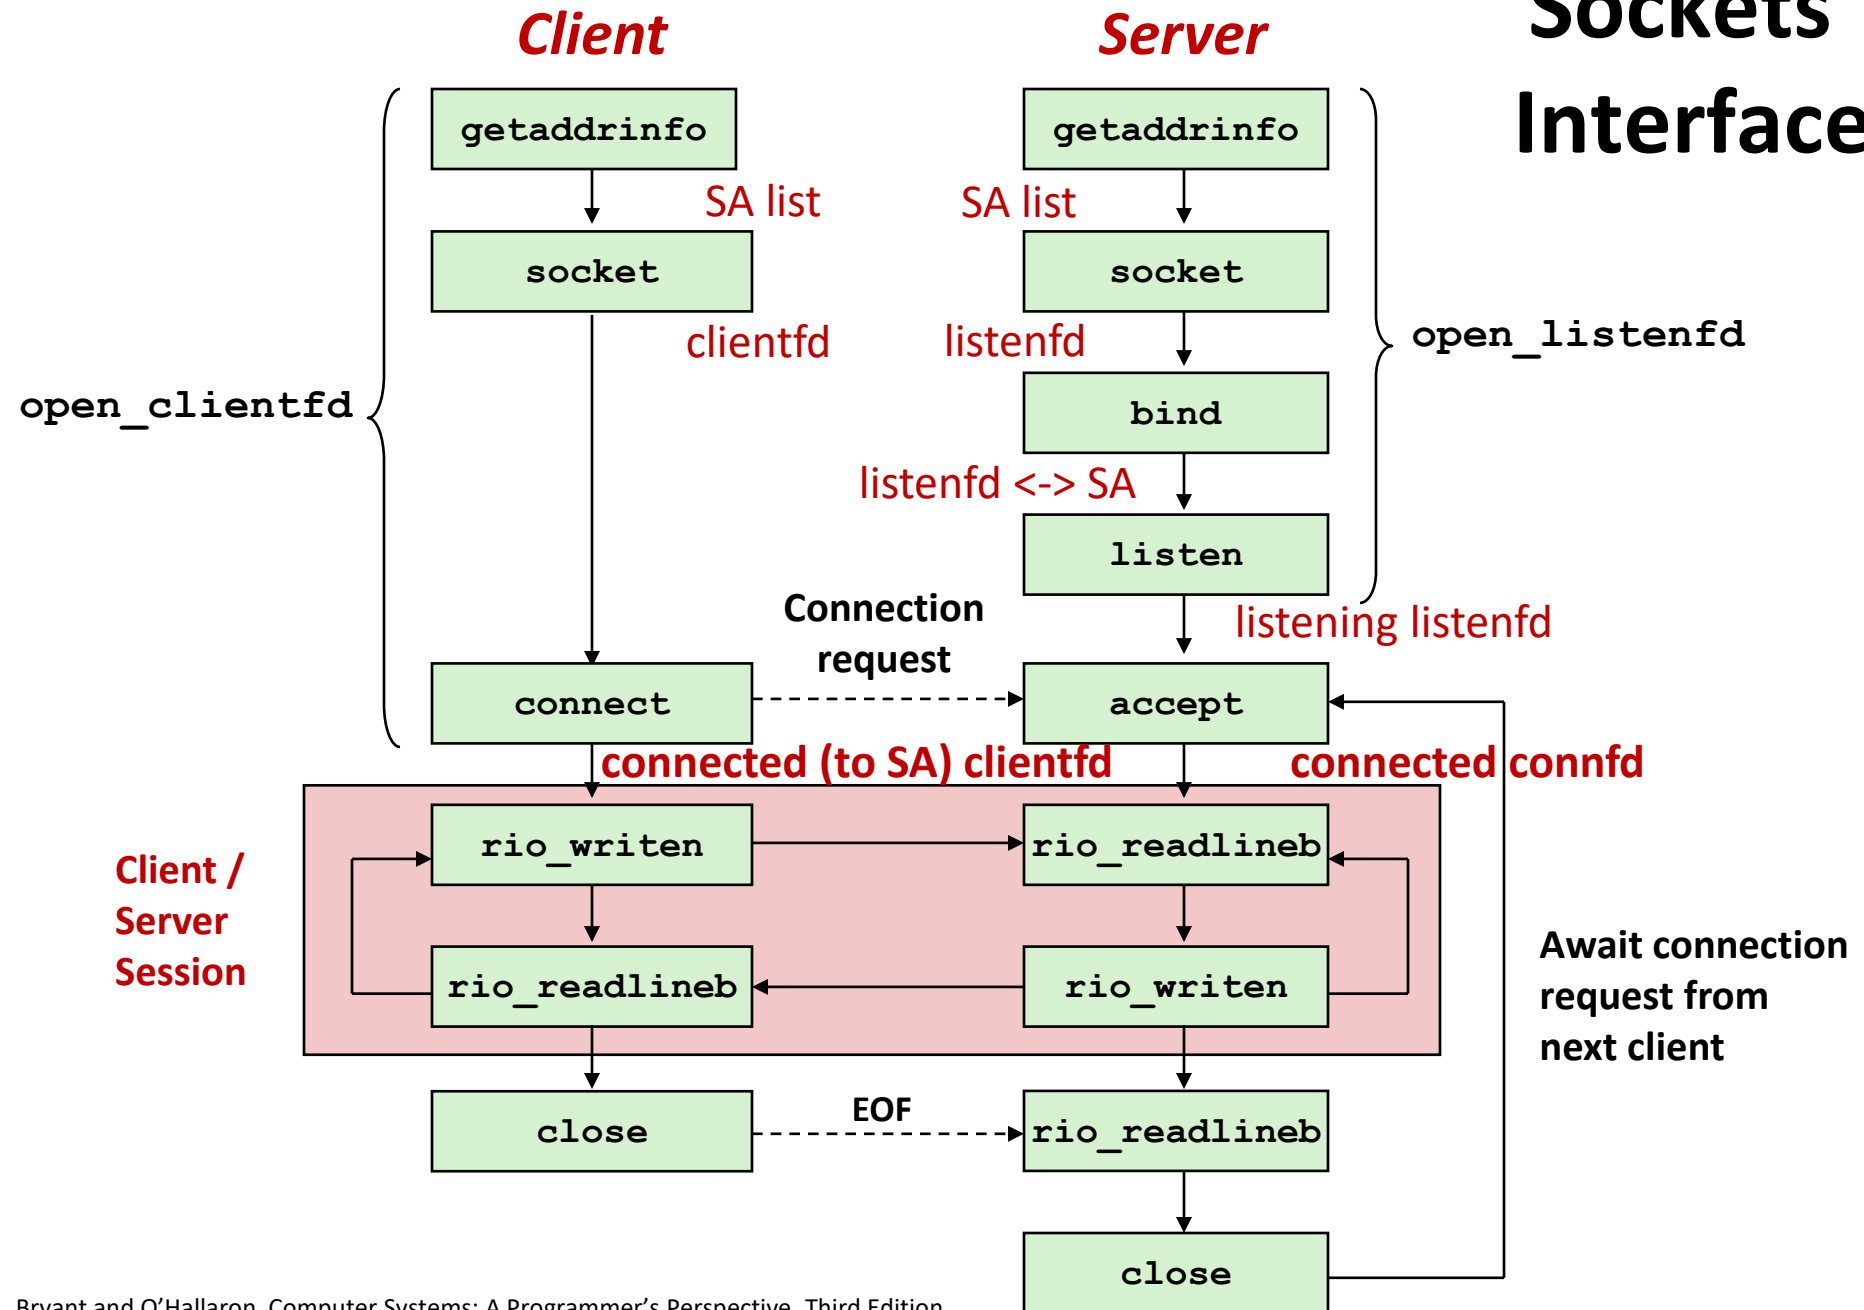 Sockets
Interface
Client
Server
getaddrinfo
getaddrinfo
SA list
SA list
socket
socket
clientfd
listenfd
open_listenfd
open_clientfd
bind
listenfd <-> SA
listen
Connection
request
listening listenfd
connect
accept
connected (to SA) clientfd
connected connfd
Client /
Server
Session
rio_writen
rio_readlineb
rio_readlineb
rio_writen
Await connection
request from
next client
close
EOF
rio_readlineb
close
Bryant and O'Hallaron, Computer Systems: A Programmer's Perspective, Third Edition